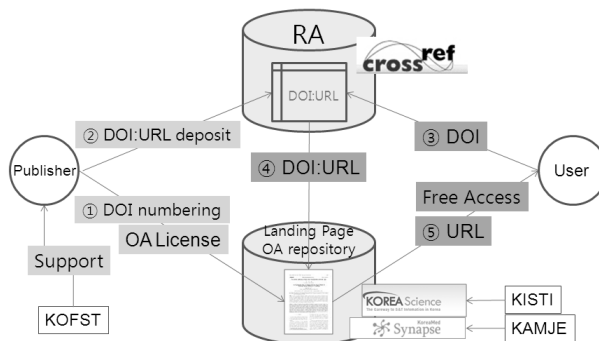 RA
crossref
DOI:URL
② DOI:URL deposit
③ DOI
Publisher
④ DOI:URL
User
① DOI numbering
Free Access
OA License
Landing Page
OA repository
⑤ URL
Support
KOREA Science
KISTI
KOFST
KoreaMed
Synapse
KAMJE